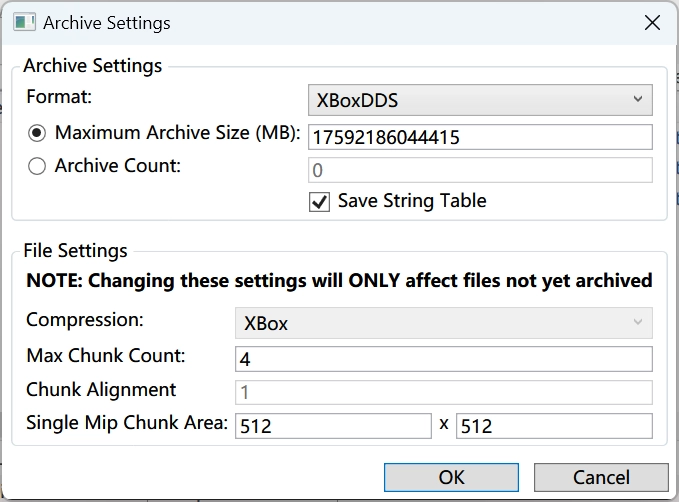 Archive Settings
Archive Settings
Format: XBoxDDS
Maximum Archive Size (MB): 17592186044415
Archive Count: 0
Save String Table
File Settings
NOTE: Changing these settings will ONLY affect files not yet archived
Compression: XBox
Max Chunk Count: 4
Chunk Alignment 1
Single Mip Chunk Area: 512 x 512
OK Cancel